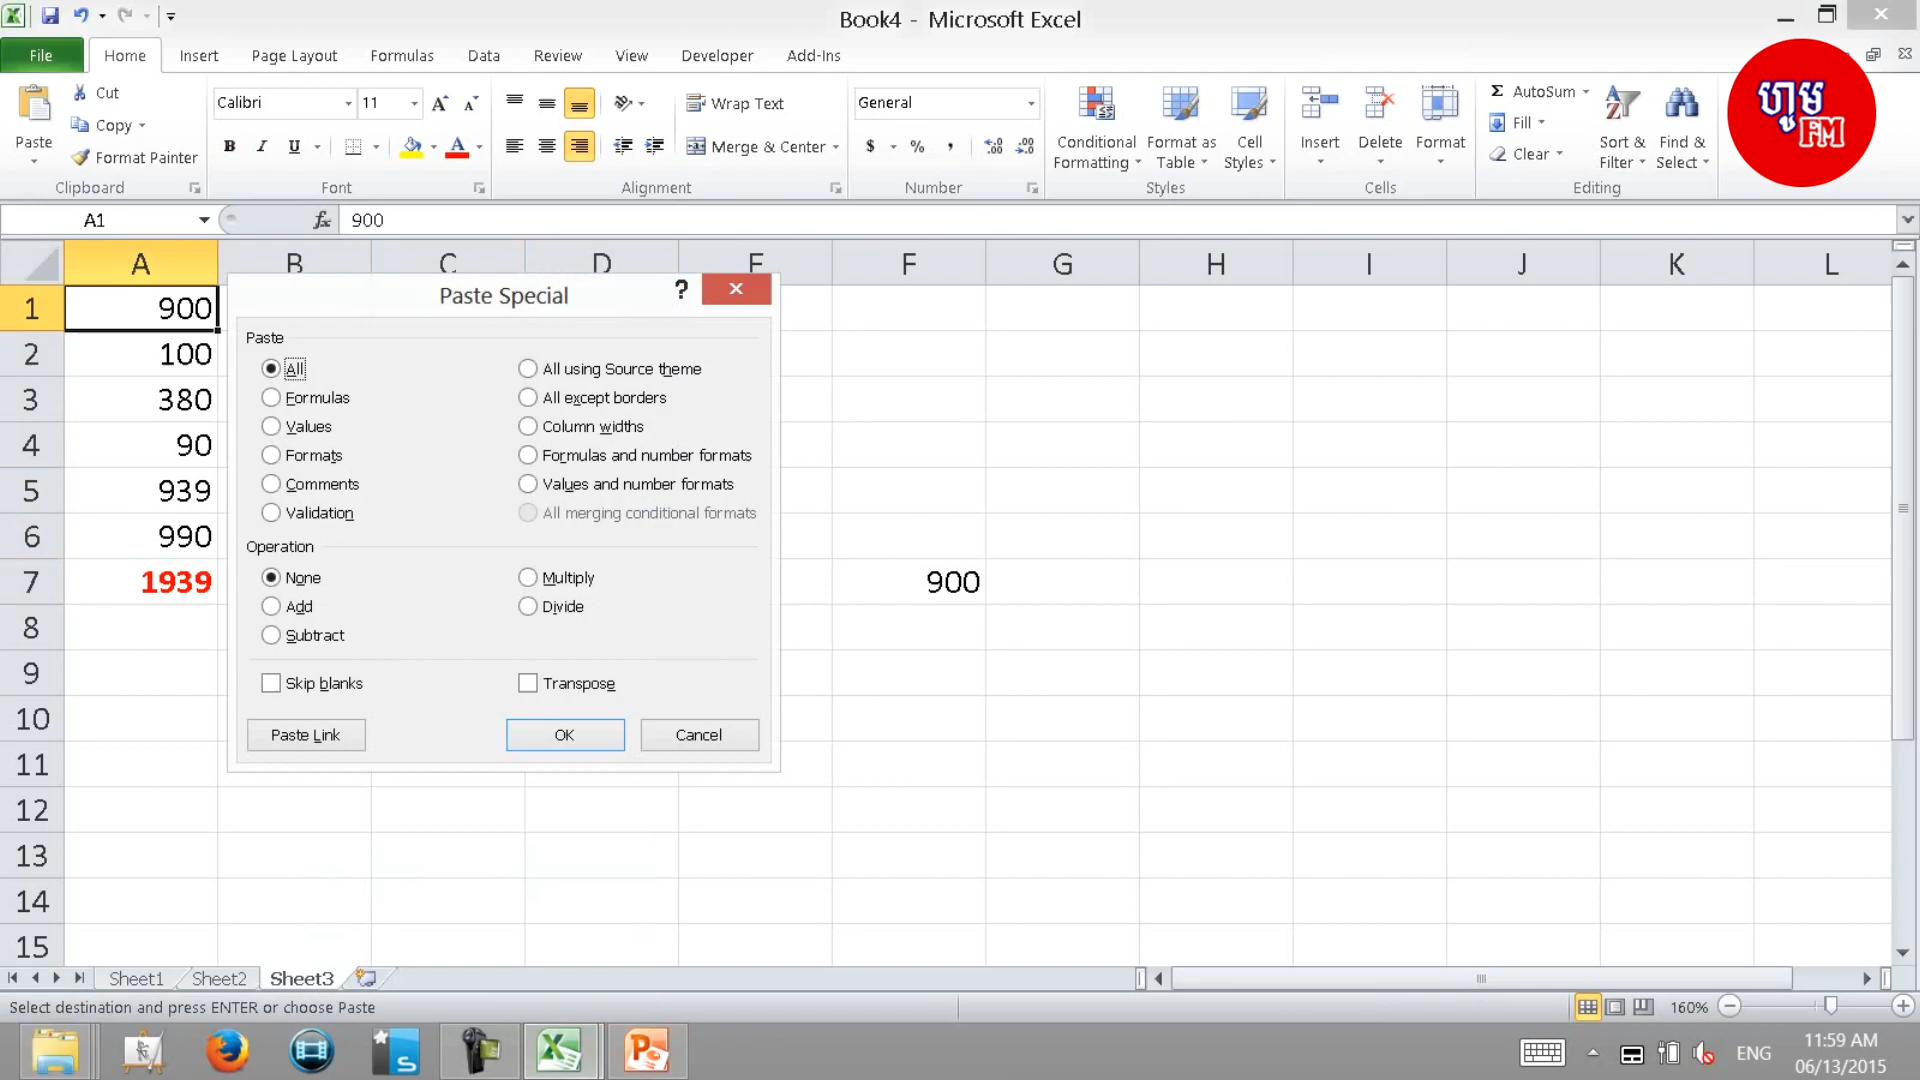 Book4 - Microsoft Excel
File Home Insert Page Layout Formulas Data Review View Developer Add-Ins
Paste
Cut
Copy
Format Painter
Clipboard
Calibri 11
B I U
Font
Wrap Text
Merge & Center
Alignment
General
$ % ,
Number
Conditional Formatting
Format as Table
Cell Styles
Styles
Insert
Delete
Format
Cells
Σ AutoSum
Fill
Clear
Sort & Filter
Find & Select
Editing
ហ្វូម
FM
A1 fx 900
A B C D E F G H I J K L
1 900
2 100
3 380
4 90
5 939
6 990
7 1939 900
8
9
10
11
12
13
14
15
Paste Special ?
Paste
All All using Source theme
Formulas All except borders
Values Column widths
Formats Formulas and number formats
Comments Values and number formats
Validation All merging conditional formats
Operation
None Multiply
Add Divide
Subtract
Skip blanks Transpose
Paste Link OK Cancel
Sheet1 Sheet2 Sheet3
Select destination and press ENTER or choose Paste 160%
ENG
11:59 AM
06/13/2015